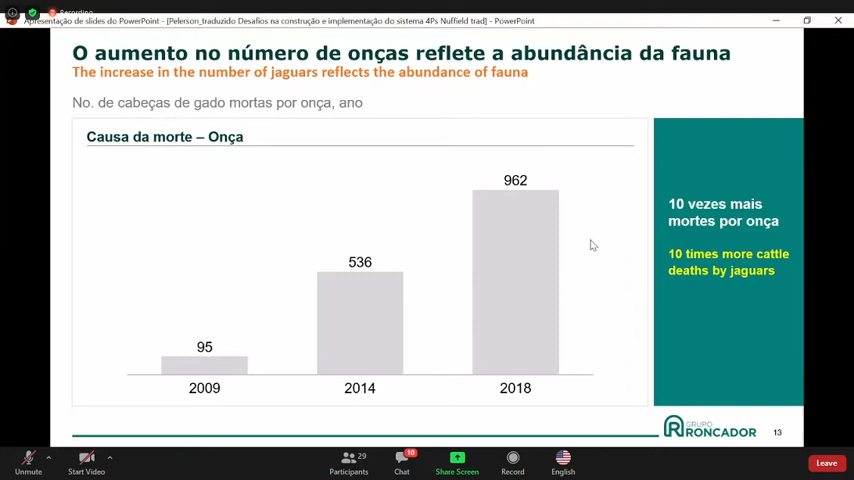 Recording
Apresentação de slides do PowerPoint - [Pelerson_traduzido Desafios na construção e implementação do sistema 4Ps Nuffield trad] - PowerPoint
O aumento no número de onças reflete a abundância da fauna
The increase in the number of jaguars reflects the abundance of fauna
No. de cabeças de gado mortas por onça, ano
Causa da morte – Onça
95
536
962
2009
2014
2018
10 vezes mais
mortes por onça
10 times more cattle
deaths by jaguars
GRUPO
RONCADOR
13
Unmute
Start Video
29
Participants
10
Chat
Share Screen
Record
English
Leave